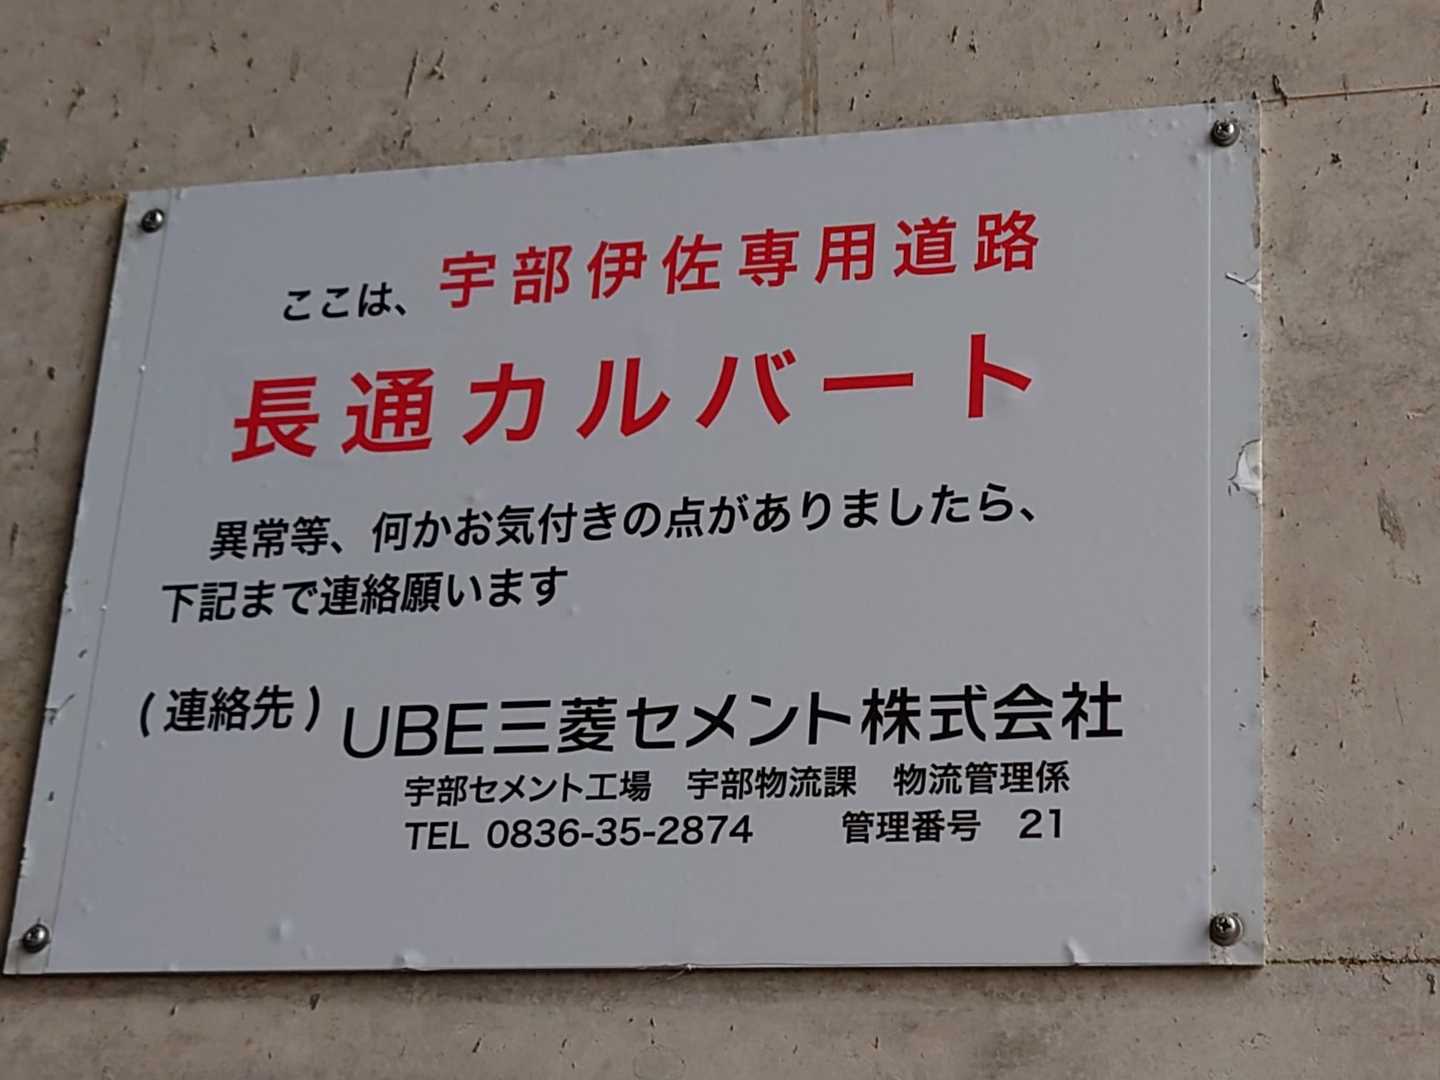 ここは、宇部伊佐専用道路
長通カルバート
異常等、何かお気付きの点がありましたら、
下記まで連絡願います
(連絡先) UBE三菱セメント株式会社
宇部セメント工場　宇部物流課　物流管理係
TEL 0836-35-2874　管理番号　21